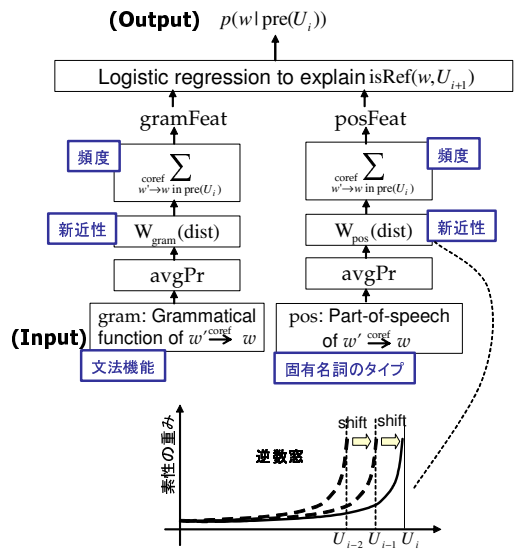 (Output) p(w | pre(U_i))
Logistic regression to explain isRef(w, U_{i+1})
gramFeat posFeat
頻度 頻度
∑ ∑
w'→^{coref} w in pre(U_i) w'→^{coref} w in pre(U_i)
新近性 W_gram(dist) W_pos(dist) 新近性
avgPr avgPr
(Input) gram: Grammatical function of w' →^{coref} w
pos: Part-of-speech of w' →^{coref} w
文法機能 固有名詞のタイプ
素性の重み
逆数窓
shift shift
U_{i-2} U_{i-1} U_i